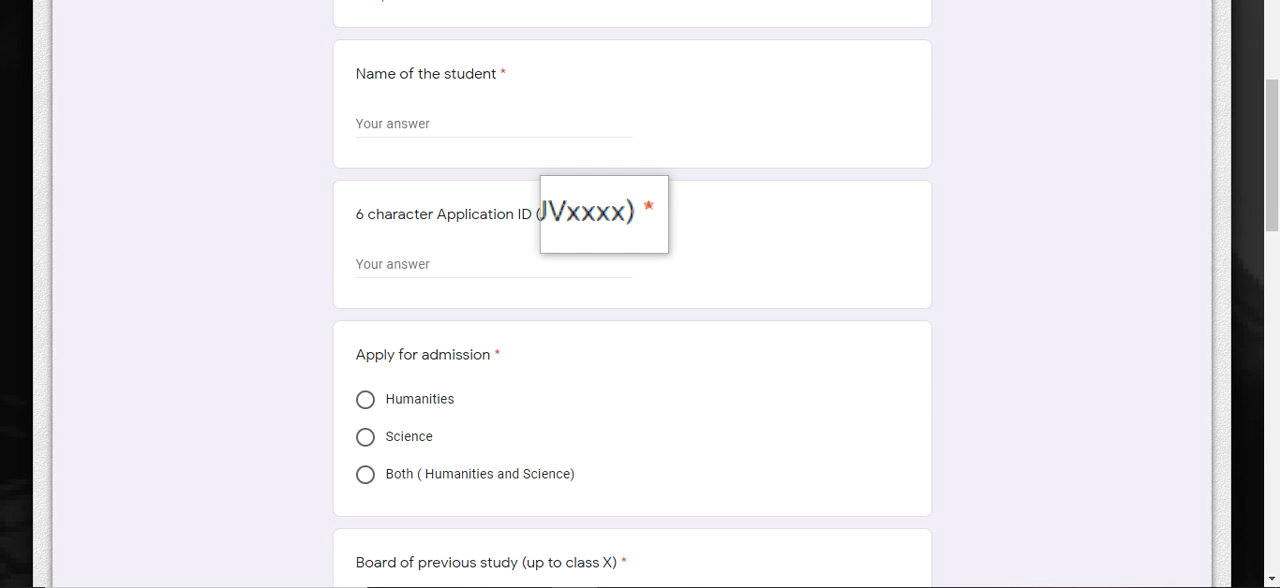 Name of the student *
Your answer
6 character Application ID (JVxxxx) *
Your answer
Apply for admission *
Humanities
Science
Both ( Humanities and Science)
Board of previous study (up to class X) *